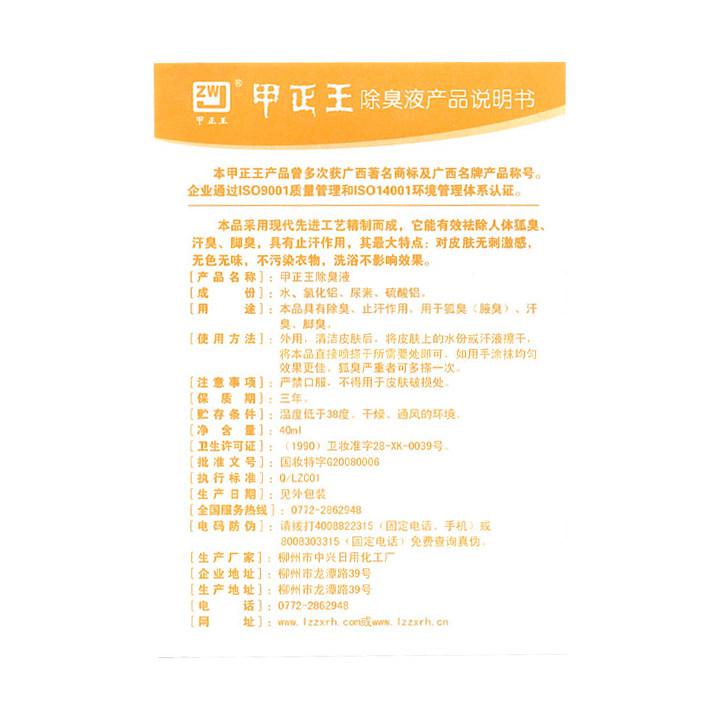 ZW
®
甲正王
甲正王 除臭液产品说明书
本甲正王产品曾多次获广西著名商标及广西名牌产品称号。
企业通过ISO9001质量管理和ISO14001环境管理体系认证。
本品采用现代先进工艺精制而成，它能有效祛除人体狐臭、
汗臭、脚臭，具有止汗作用，其最大特点：对皮肤无刺激感，
无色无味，不污染衣物，洗浴不影响效果。
[产品名称]：甲正王除臭液
[成 份]：水、氯化铝、尿素、硫酸铝。
[用 途]：本品具有除臭、止汗作用。用于狐臭（腋臭）、汗
臭、脚臭。
[使用方法]：外用。清洁皮肤后，将皮肤上的水份或汗液擦干，
将本品直接喷搽于所需要处即可。如用手涂抹均匀
效果更佳。狐臭严重者可多搽一次。
[注意事项]：严禁口服，不得用于皮肤破损处。
[保 质 期]：三年。
[贮存条件]：温度低于38度、干燥、通风的环境。
[净 含 量]：40ml
[卫生许可证]：（1990）卫妆准字28-XK-0039号。
[批准文号]：国妆特字G20080006
[执行标准]：Q/LZC01
[生产日期]：见外包装
[全国服务热线]：0772-2862948
[电码防伪]：请拨打4008822315（固定电话、手机）或
8008303315（固定电话）免费查询真伪。
[生产厂家]：柳州市中兴日用化工厂
[企业地址]：柳州市龙潭路39号
[生产地址]：柳州市龙潭路39号
[电 话]：0772-2862948
[网 址]：www.lzzxrh.com或www.lzzxrh.cn